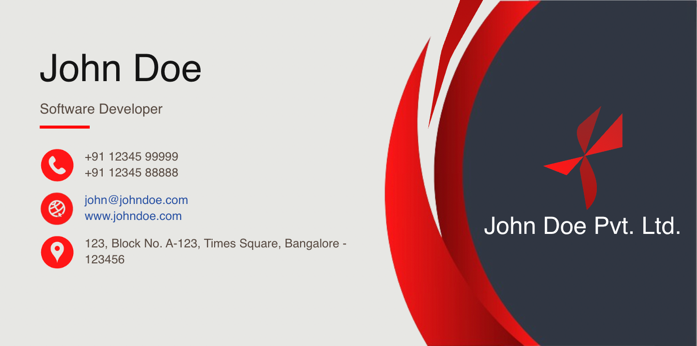 John Doe
Software Developer
+91 12345 99999
+91 12345 88888
john@johndoe.com
www.johndoe.com
123, Block No. A-123, Times Square, Bangalore -
123456
John Doe Pvt. Ltd.